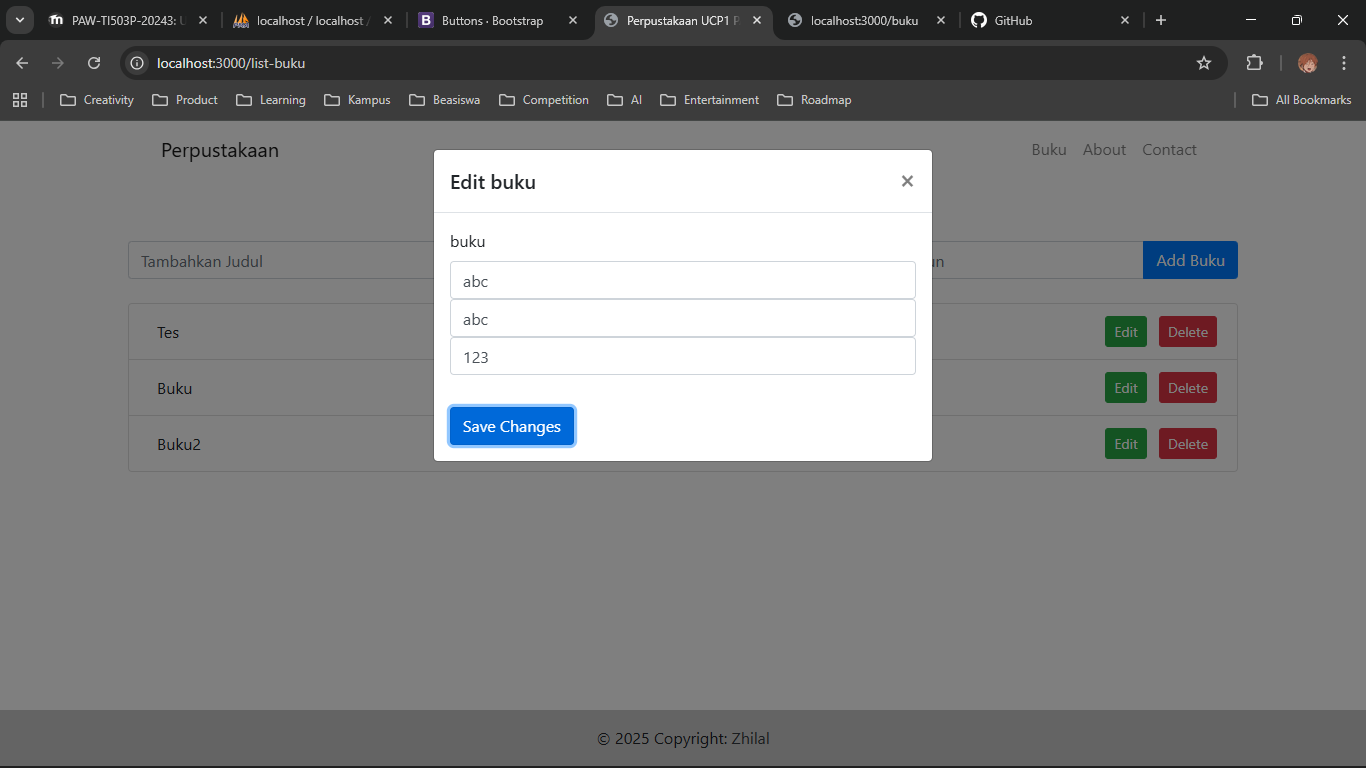 PAW-TI503P-20243: U
localhost / localhost /
Buttons · Bootstrap
Perpustakaan UCP1 P
localhost:3000/buku
GitHub
localhost:3000/list-buku
Creativity
Product
Learning
Kampus
Beasiswa
Competition
AI
Entertainment
Roadmap
All Bookmarks
Perpustakaan
Buku
About
Contact
Edit buku
×
buku
Tambahkan Judul
un
Add Buku
abc
abc
123
Tes
Edit
Delete
Buku
Edit
Delete
Save Changes
Buku2
Edit
Delete
© 2025 Copyright: Zhilal